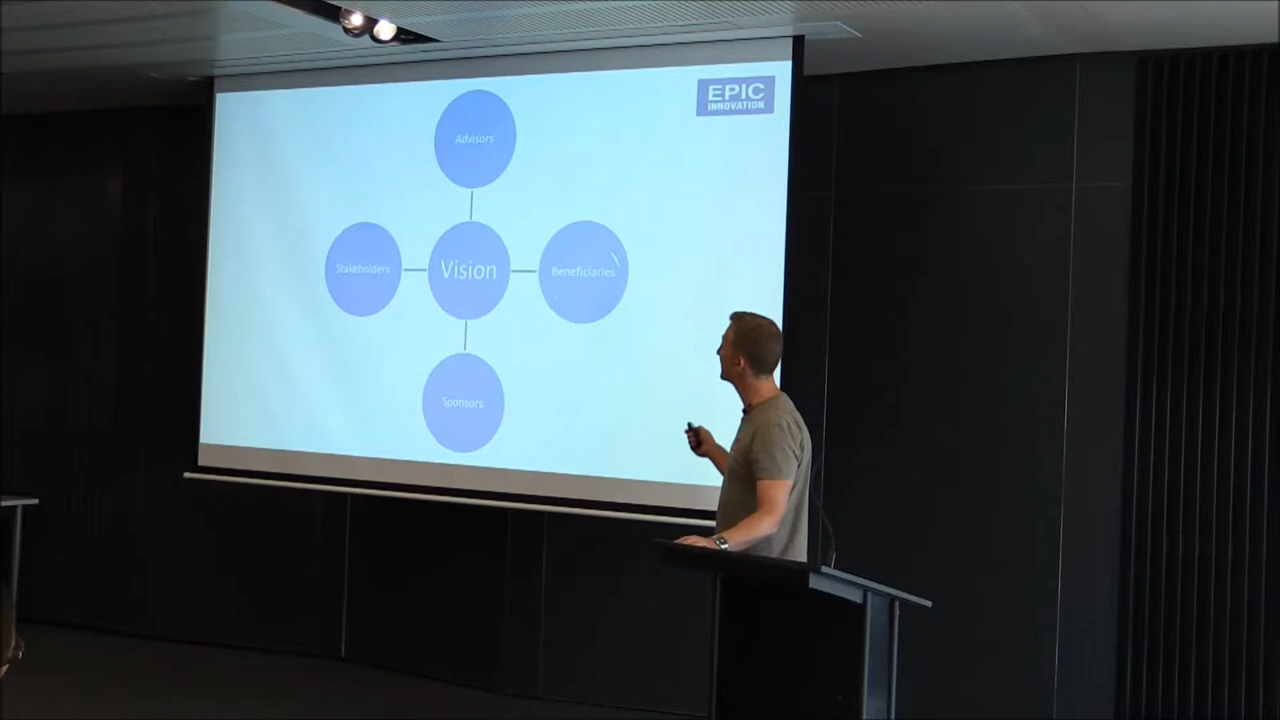 EPIC
INNOVATION
Advisors
Stakeholders
Vision
Beneficiaries
Sponsors